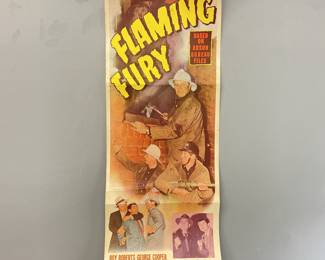 FLAMING
FURY
BASED
ON
ARSON
BUREAU
FILES
ROY ROBERTS GEORGE COOPER